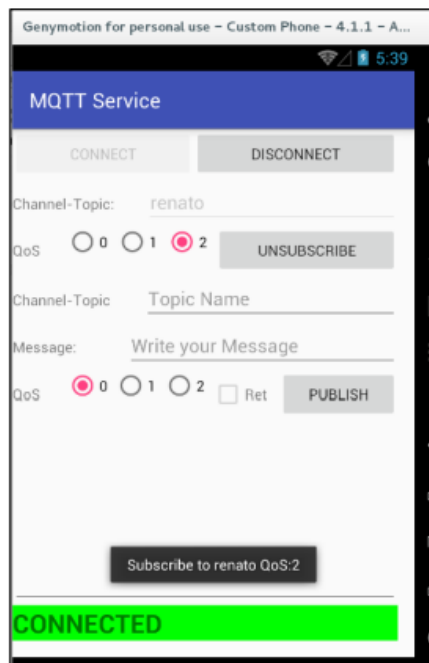 Genymotion for personal use – Custom Phone – 4.1.1 – A...
5:39
MQTT Service
CONNECT DISCONNECT
Channel-Topic: renato
QoS 0 1 2 UNSUBSCRIBE
Channel-Topic Topic Name
Message: Write your Message
QoS 0 1 2 Ret PUBLISH
Subscribe to renato QoS:2
CONNECTED